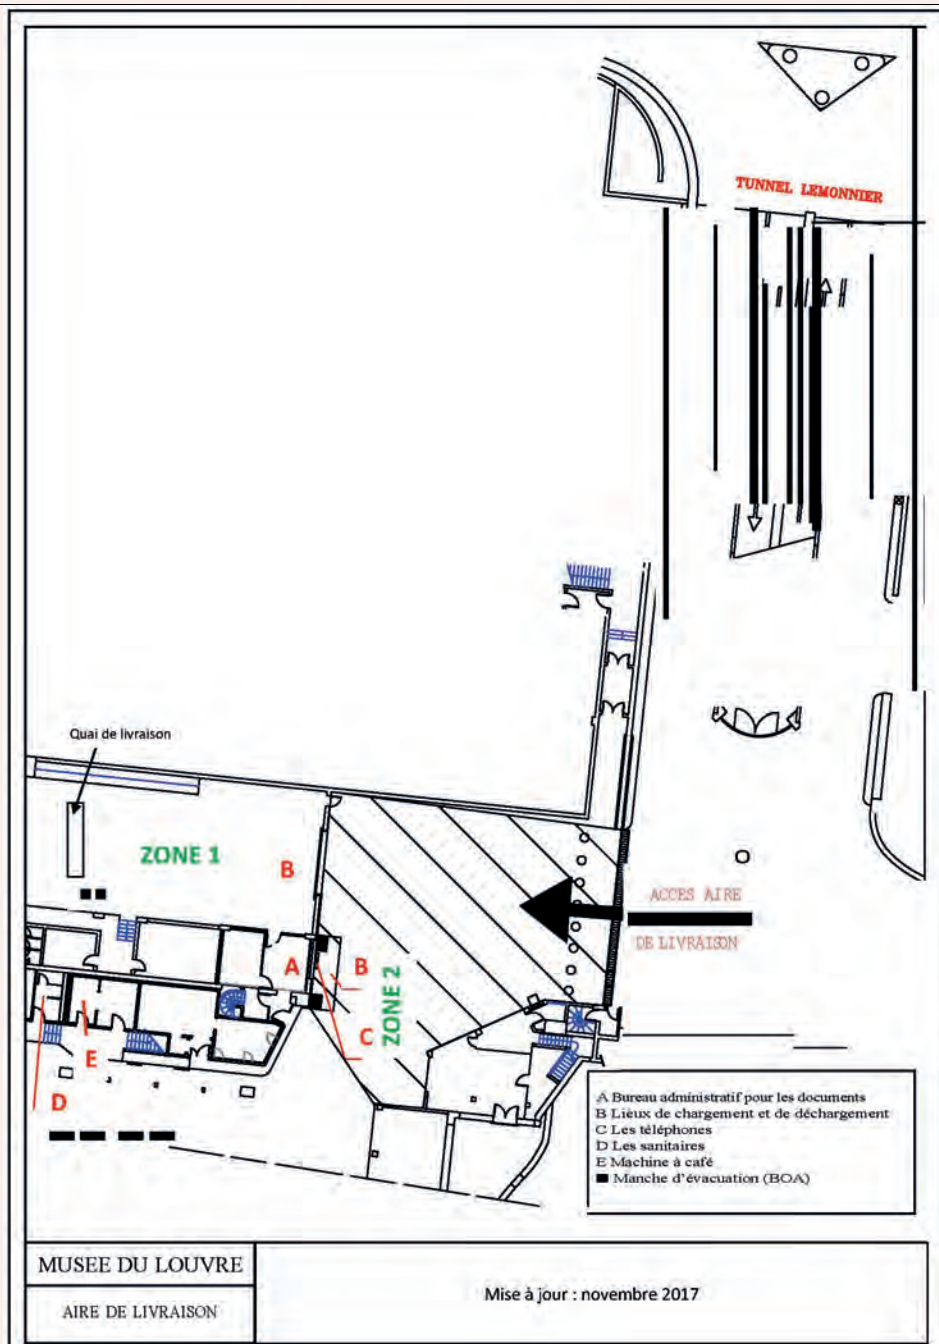 TUNNEL LEMONNIER
Quai de livraison
ZONE 1
B
ACCES AIRE
DE LIVRAISON
A
B
ZONE 2
C
E
D
A Bureau administratif pour les documents
B Lieux de chargement et de déchargement
C Les téléphones
D Les sanitaires
E Machine à café
■ Manche d'évacuation (BOA)
MUSEE DU LOUVRE
AIRE DE LIVRAISON
Mise à jour : novembre 2017